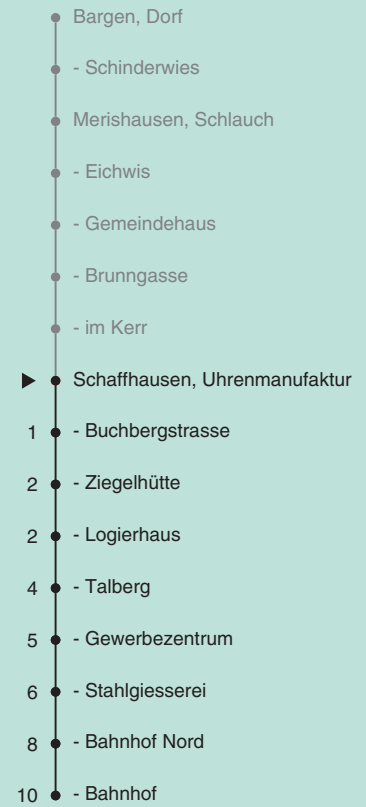 Bargen, Dorf
- Schinderwies
Merishausen, Schlauch
- Eichwis
- Gemeindehaus
- Brunngasse
- im Kerr
Schaffhausen, Uhrenmanufaktur
1 - Buchbergstrasse
2 - Ziegelhütte
2 - Logierhaus
4 - Talberg
5 - Gewerbezentrum
6 - Stahlgiesserei
8 - Bahnhof Nord
10 - Bahnhof